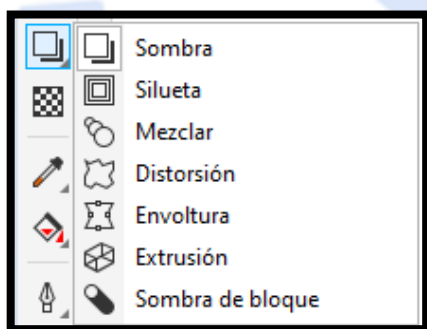 Sombra
Silueta
Mezclar
Distorsión
Envoltura
Extrusión
Sombra de bloque